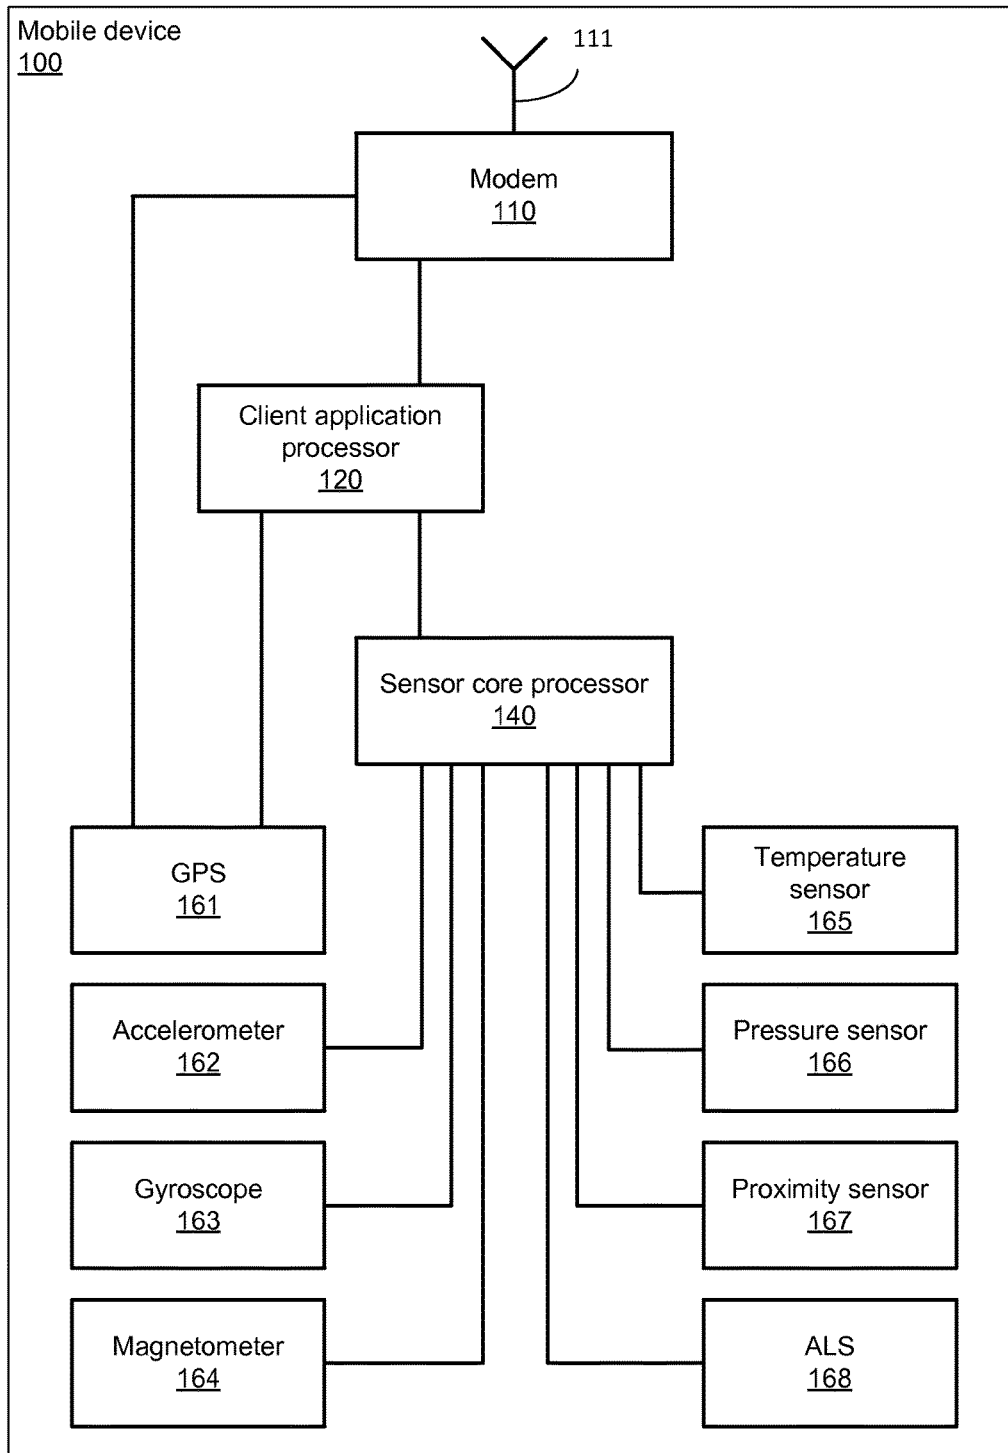 Mobile device
100
111
Modem
110
Client application
processor
120
Sensor core processor
140
GPS
161
Temperature
sensor
165
Accelerometer
162
Pressure sensor
166
Gyroscope
163
Proximity sensor
167
Magnetometer
164
ALS
168